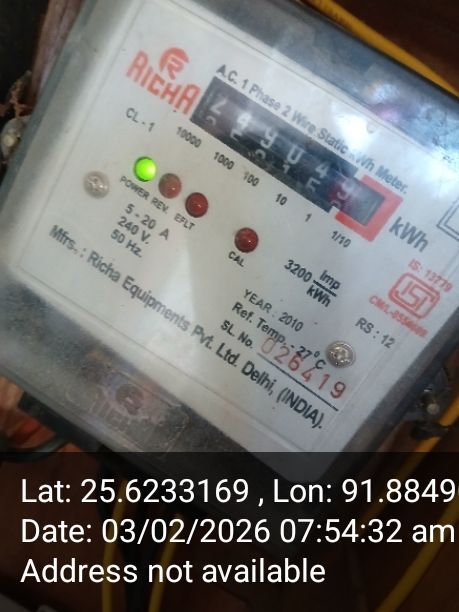 RICHA
A.C. 1 Phase 2 Wire Static kWh Meter.
CL - 1
10000 1000 100 10 1 1/10
kWh
POWER REV. EFLT
CAL
5 - 20 A
240 V.
50 Hz.
3200 Imp/kWh
IS: 13779
ISI
YEAR : 2010
RS : 12
Ref. Temp. - 27°C
SL. No. 026419
Mfrs. : Richa Equipments Pvt. Ltd. Delhi, (INDIA).
Lat: 25.6233169 , Lon: 91.8849
Date: 03/02/2026 07:54:32 am
Address not available